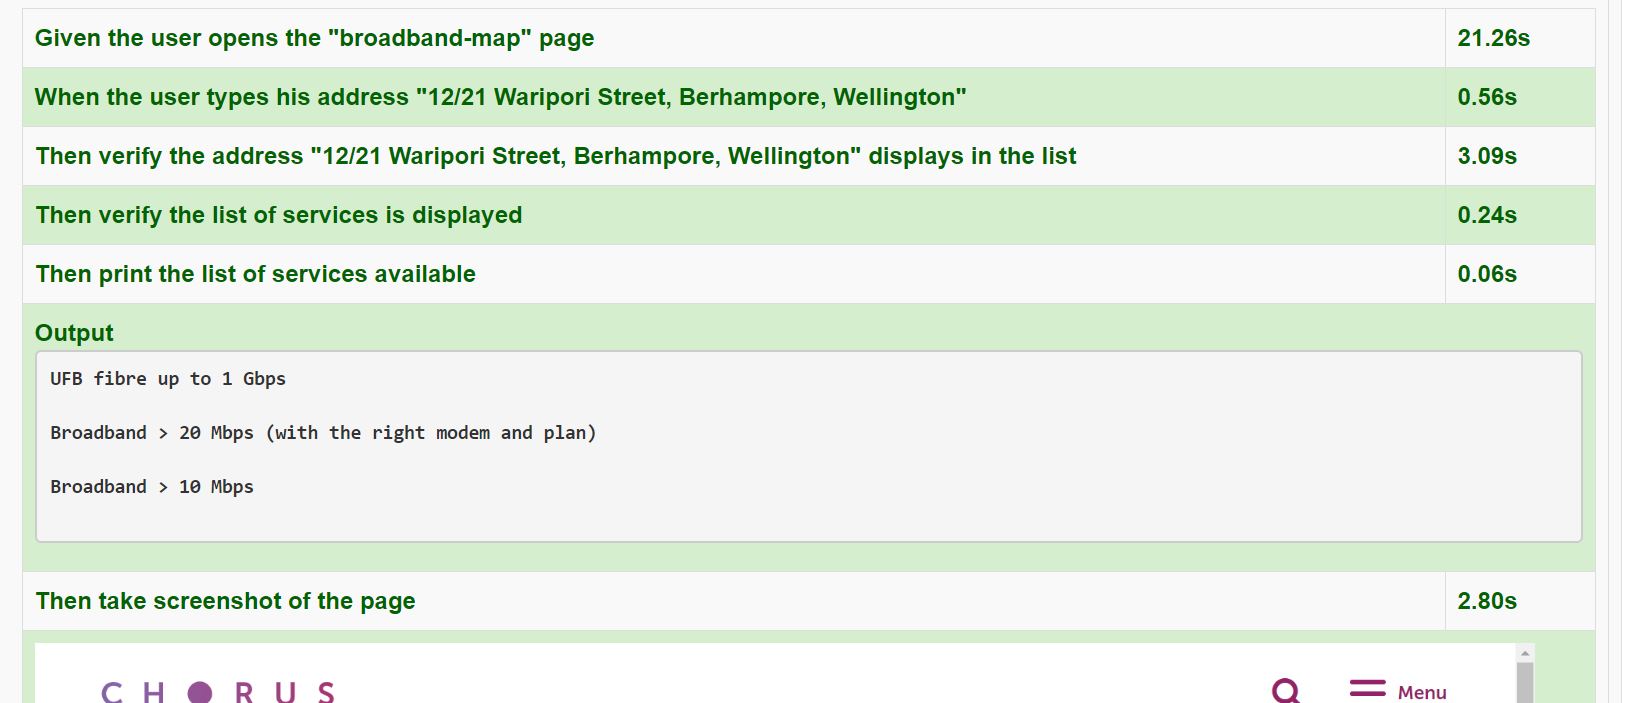 Given the user opens the "broadband-map" page 21.26s
When the user types his address "12/21 Waripori Street, Berhampore, Wellington" 0.56s
Then verify the address "12/21 Waripori Street, Berhampore, Wellington" displays in the list 3.09s
Then verify the list of services is displayed 0.24s
Then print the list of services available 0.06s
Output
UFB fibre up to 1 Gbps
Broadband > 20 Mbps (with the right modem and plan)
Broadband > 10 Mbps
Then take screenshot of the page 2.80s
CHORUS Menu